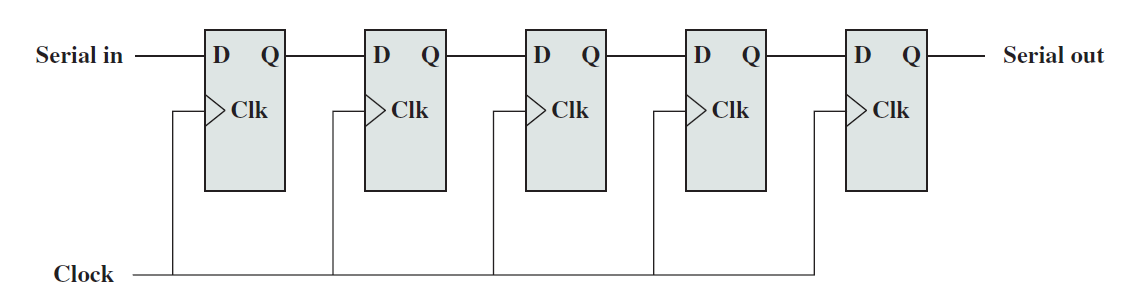 Serial in D Q D Q D Q D Q D Q Serial out
Clk Clk Clk Clk Clk
Clock